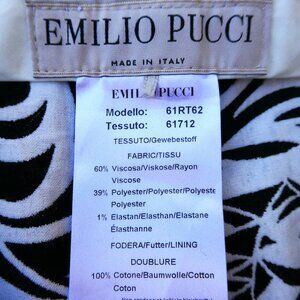 EMILIO PUCCI
MADE IN ITALY
EMILIO PUCCI
Modello: 61RT62
Tessuto: 61712
TESSUTO/Gewebestoff
FABRIC/TISSU
60% Viscosa/Viskose/Rayon
Viscose
39% Polyester/Polyester/Polyeste
Polyester
1% Elastan/Elasthan/Elastane
Élasthanne
FODERA/Futter/LINING
DOUBLURE
100% Cotone/Baumwolle/Cotton
Coton